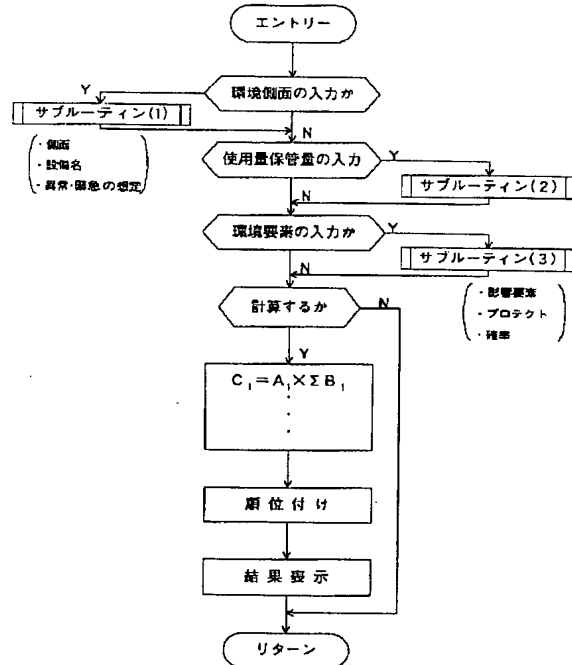 エントリー
Y
環境側面の入力か
サブルーティン(1)
N
・側面
・設備名
・異常・緊急の想定
使用量保管量の入力
Y
N
サブルーティン(2)
環境要素の入力か
Y
N
サブルーティン(3)
・影響要素
・プロテクト
・確率
計算するか
N
Y
C₁=A₁×ΣB₁
・
・
・
順位付け
結果表示
リターン